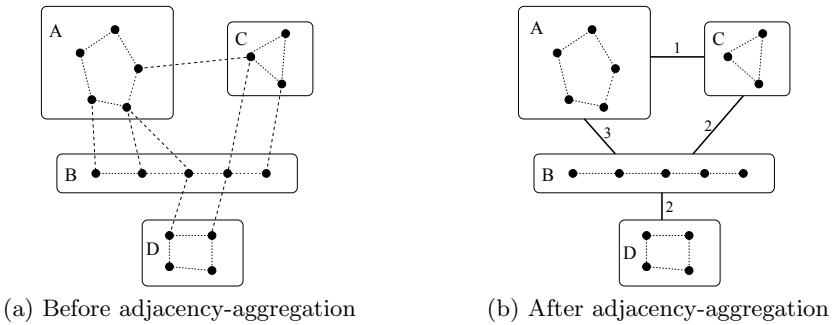 A
C
B
D
(a) Before adjacency-aggregation
A
C
1
3
2
B
2
D
(b) After adjacency-aggregation